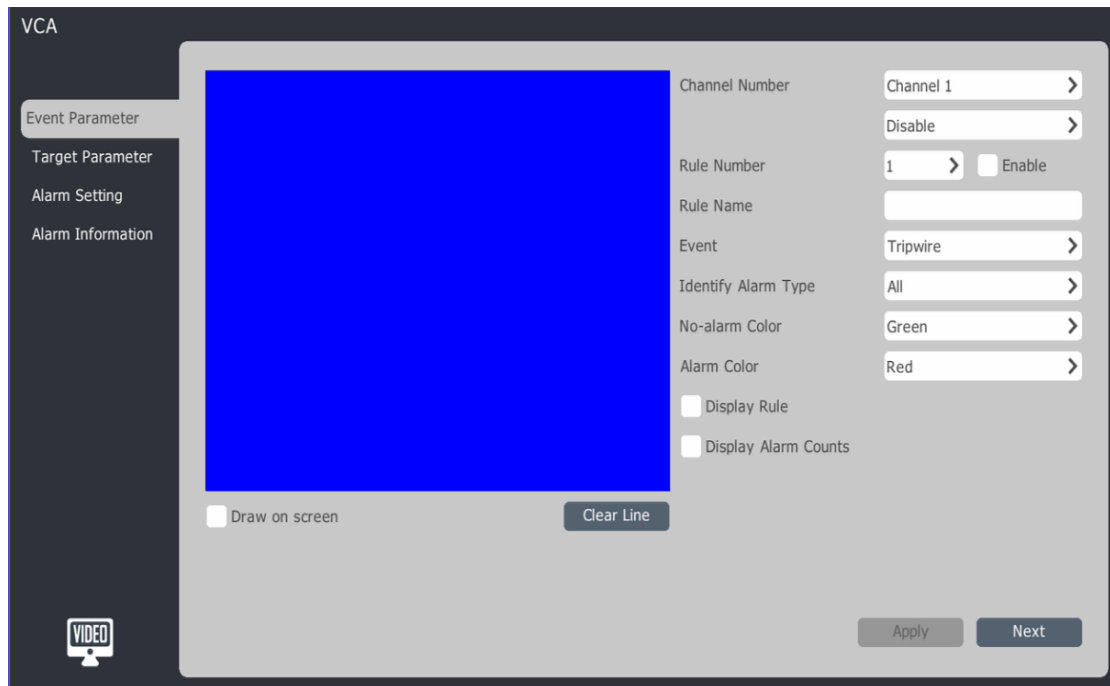 VCA
Event Parameter
Target Parameter
Alarm Setting
Alarm Information
Channel Number Channel 1
Disable
Rule Number 1 Enable
Rule Name
Event Tripwire
Identify Alarm Type All
No-alarm Color Green
Alarm Color Red
Display Rule
Display Alarm Counts
Draw on screen Clear Line
Apply Next
VIDEO